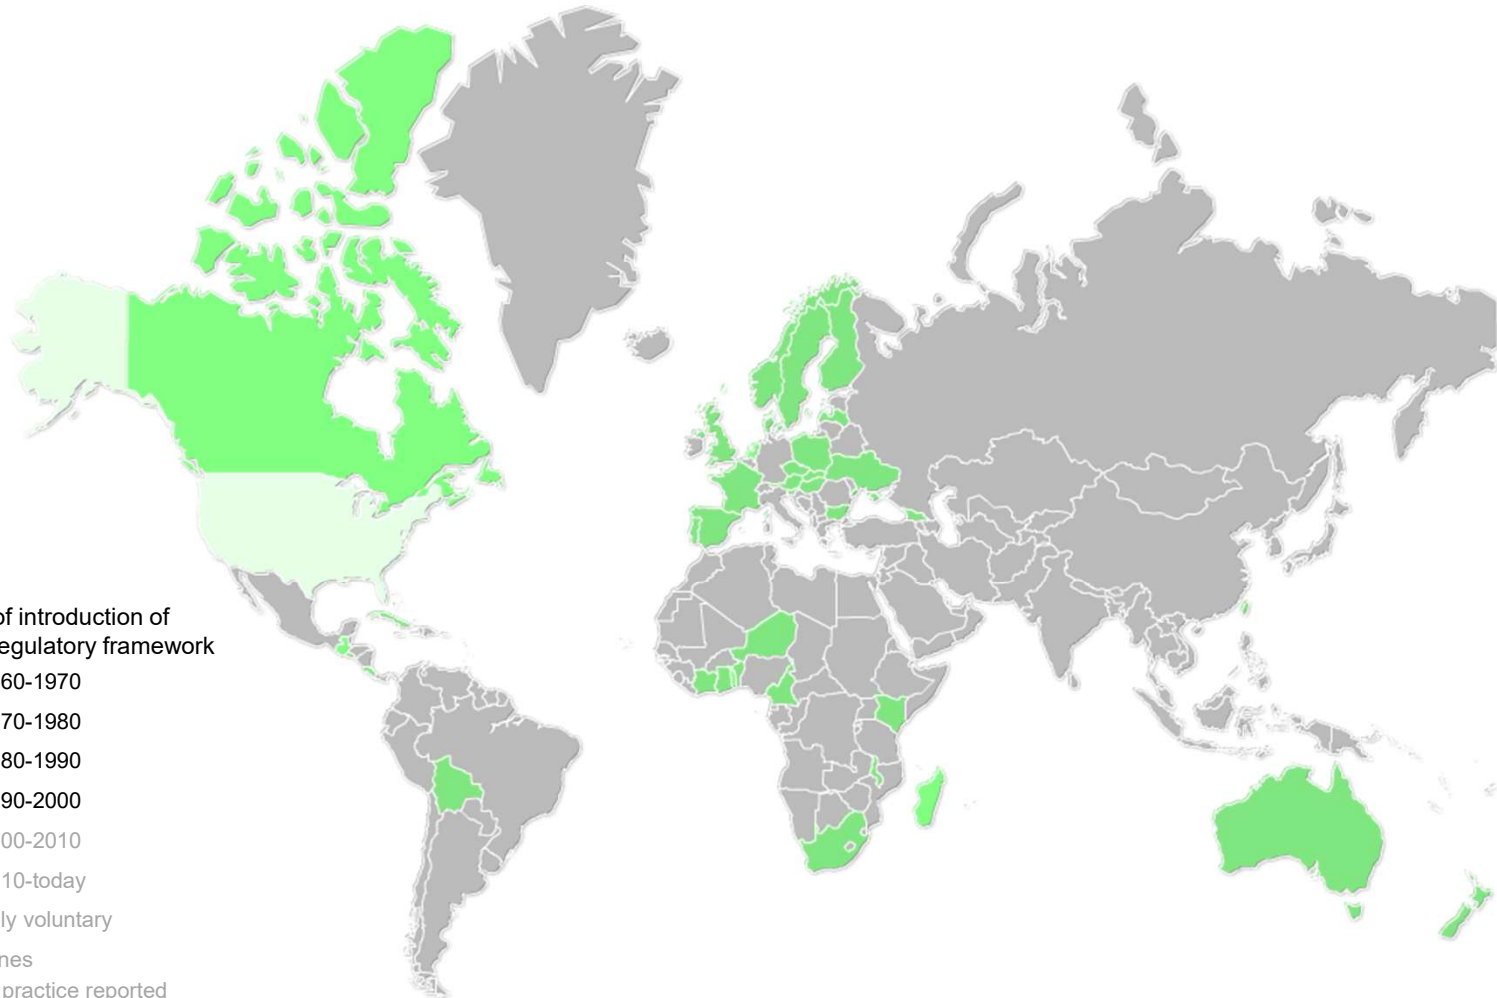 of introduction of
egulatory framework
60-1970
70-1980
80-1990
90-2000
00-2010
10-today
ly voluntary
nes
practice reported